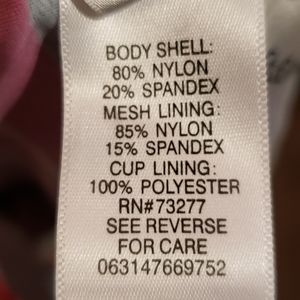 BODY SHELL:
80% NYLON
20% SPANDEX
MESH LINING:
85% NYLON
15% SPANDEX
CUP LINING:
100% POLYESTER
RN#73277
SEE REVERSE
FOR CARE
063147669752